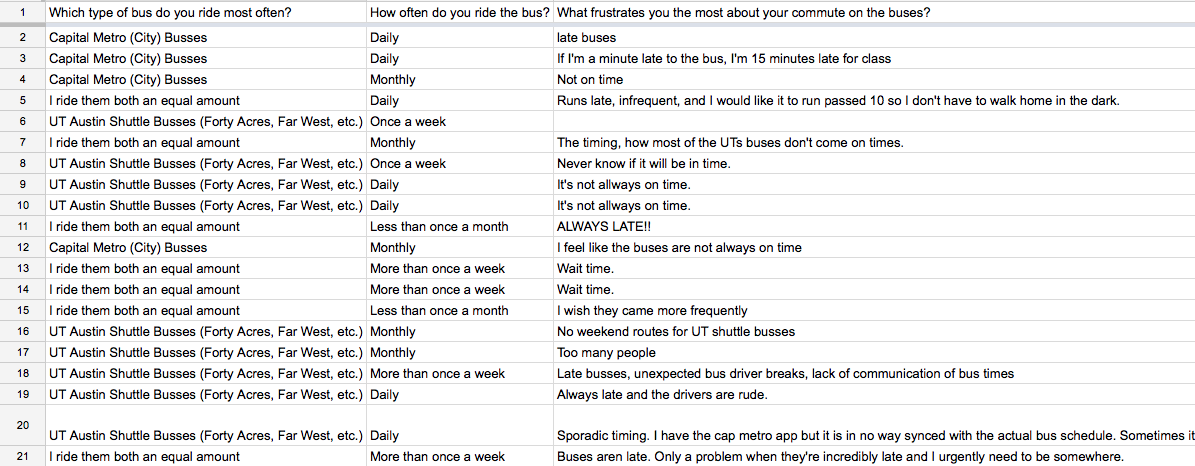 1 Which type of bus do you ride most often? How often do you ride the bus? What frustrates you the most about your commute on the buses?
2 Capital Metro (City) Busses Daily late buses
3 Capital Metro (City) Busses Daily If I'm a minute late to the bus, I'm 15 minutes late for class
4 Capital Metro (City) Busses Monthly Not on time
5 I ride them both an equal amount Daily Runs late, infrequent, and I would like it to run passed 10 so I don't have to walk home in the dark.
6 UT Austin Shuttle Busses (Forty Acres, Far West, etc.) Once a week
7 I ride them both an equal amount Monthly The timing, how most of the UTs buses don't come on times.
8 UT Austin Shuttle Busses (Forty Acres, Far West, etc.) Once a week Never know if it will be in time.
9 UT Austin Shuttle Busses (Forty Acres, Far West, etc.) Daily It's not allways on time.
10 UT Austin Shuttle Busses (Forty Acres, Far West, etc.) Daily It's not allways on time.
11 I ride them both an equal amount Less than once a month ALWAYS LATE!!
12 Capital Metro (City) Busses Monthly I feel like the buses are not always on time
13 I ride them both an equal amount More than once a week Wait time.
14 I ride them both an equal amount More than once a week Wait time.
15 I ride them both an equal amount Less than once a month I wish they came more frequently
16 UT Austin Shuttle Busses (Forty Acres, Far West, etc.) Monthly No weekend routes for UT shuttle busses
17 UT Austin Shuttle Busses (Forty Acres, Far West, etc.) Monthly Too many people
18 UT Austin Shuttle Busses (Forty Acres, Far West, etc.) More than once a week Late busses, unexpected bus driver breaks, lack of communication of bus times
19 UT Austin Shuttle Busses (Forty Acres, Far West, etc.) Daily Always late and the drivers are rude.
20 UT Austin Shuttle Busses (Forty Acres, Far West, etc.) Daily Sporadic timing. I have the cap metro app but it is in no way synced with the actual bus schedule. Sometimes it
21 I ride them both an equal amount More than once a week Buses aren late. Only a problem when they're incredibly late and I urgently need to be somewhere.